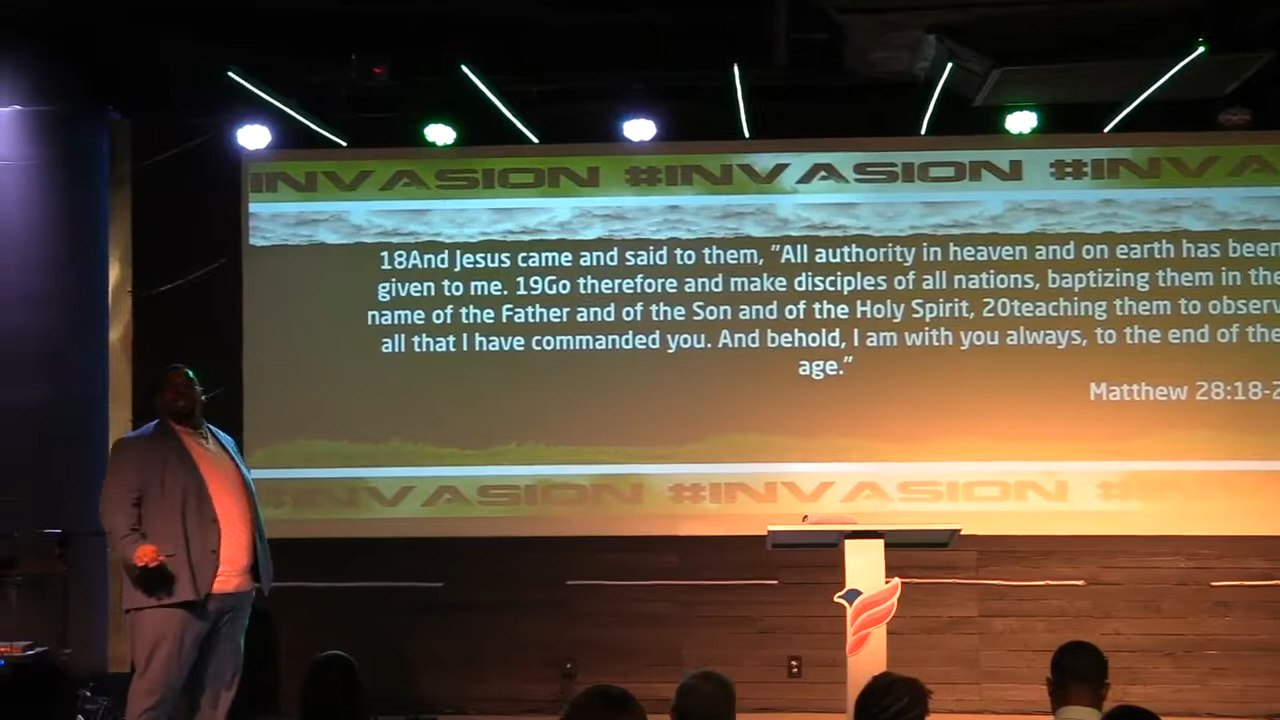 INVASION #INVASION #INVA
18And Jesus came and said to them, "All authority in heaven and on earth has been
given to me. 19Go therefore and make disciples of all nations, baptizing them in the
name of the Father and of the Son and of the Holy Spirit, 20teaching them to observ
all that I have commanded you. And behold, I am with you always, to the end of the
age."
Matthew 28:18-2
#INVASION #INVASION #IN